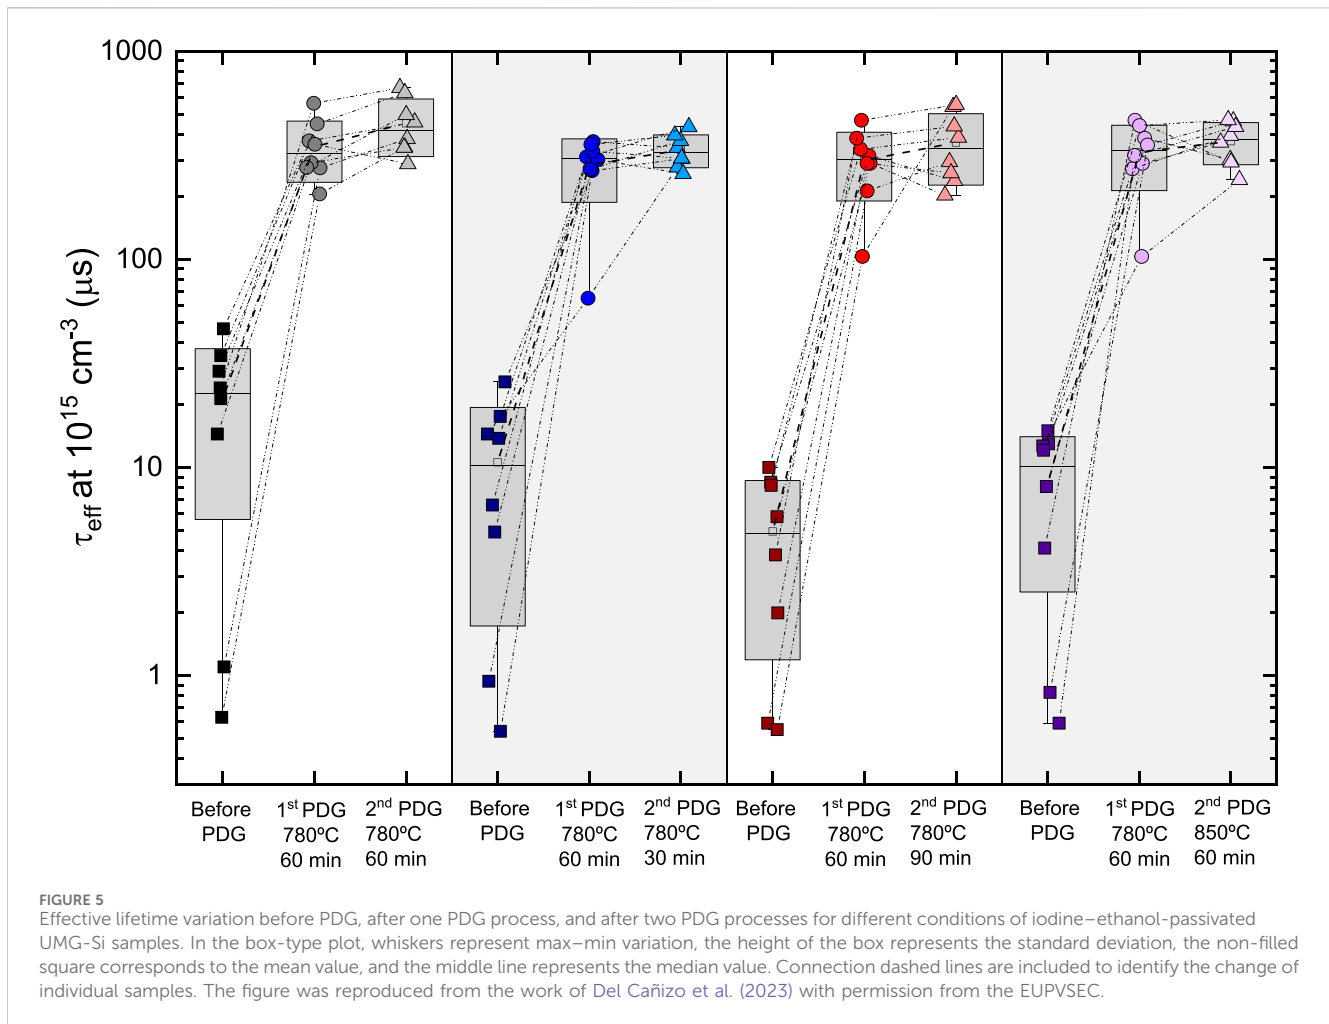 1000
100
10
1
τeff at 10^15 cm^-3 (μs)
Before
PDG
1st PDG
780ºC
60 min
2nd PDG
780ºC
60 min
Before
PDG
1st PDG
780ºC
60 min
2nd PDG
780ºC
30 min
Before
PDG
1st PDG
780ºC
60 min
2nd PDG
780ºC
90 min
Before
PDG
1st PDG
780ºC
60 min
2nd PDG
850ºC
60 min
FIGURE 5
Effective lifetime variation before PDG, after one PDG process, and after two PDG processes for different conditions of iodine–ethanol-passivated
UMG-Si samples. In the box-type plot, whiskers represent max–min variation, the height of the box represents the standard deviation, the non-filled
square corresponds to the mean value, and the middle line represents the median value. Connection dashed lines are included to identify the change of
individual samples. The figure was reproduced from the work of Del Cañizo et al. (2023) with permission from the EUPVSEC.